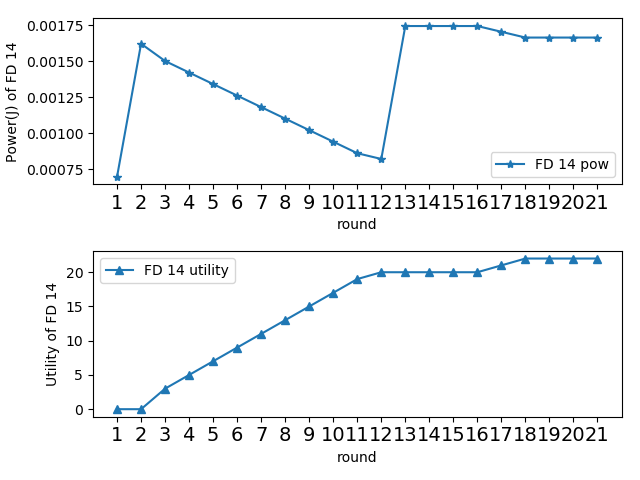 0.00175
0.00150
0.00125
0.00100
0.00075
Power(J) of FD 14
FD 14 pow
1 2 3 4 5 6 7 8 9 10 11 12 13 14 15 16 17 18 19 20 21
round
FD 14 utility
20
15
10
5
0
Utility of FD 14
1 2 3 4 5 6 7 8 9 10 11 12 13 14 15 16 17 18 19 20 21
round